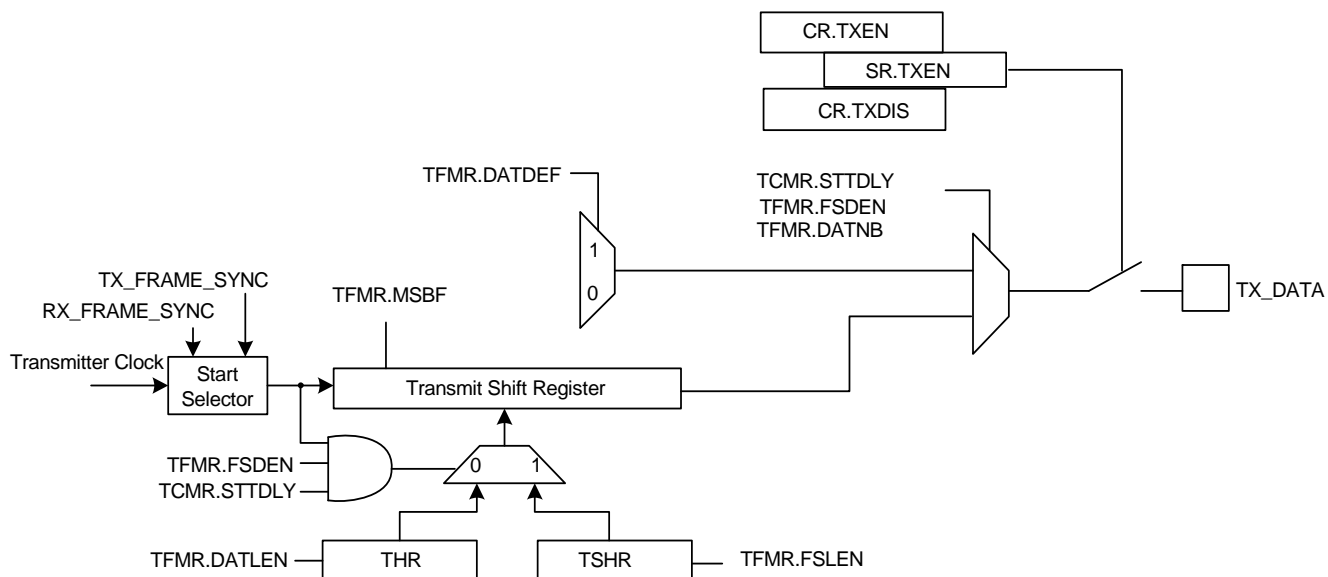 CR.TXEN
SR.TXEN
CR.TXDIS
TFMR.DATDEF
TCMR.STTDLY
TFMR.FSDEN
TFMR.DATNB
1
0
TX_FRAME_SYNC
RX_FRAME_SYNC
TFMR.MSBF
TX_DATA
Transmitter Clock
Start
Selector
Transmit Shift Register
TFMR.FSDEN
TCMR.STTDLY
0 1
TFMR.DATLEN
THR
TSHR
TFMR.FSLEN